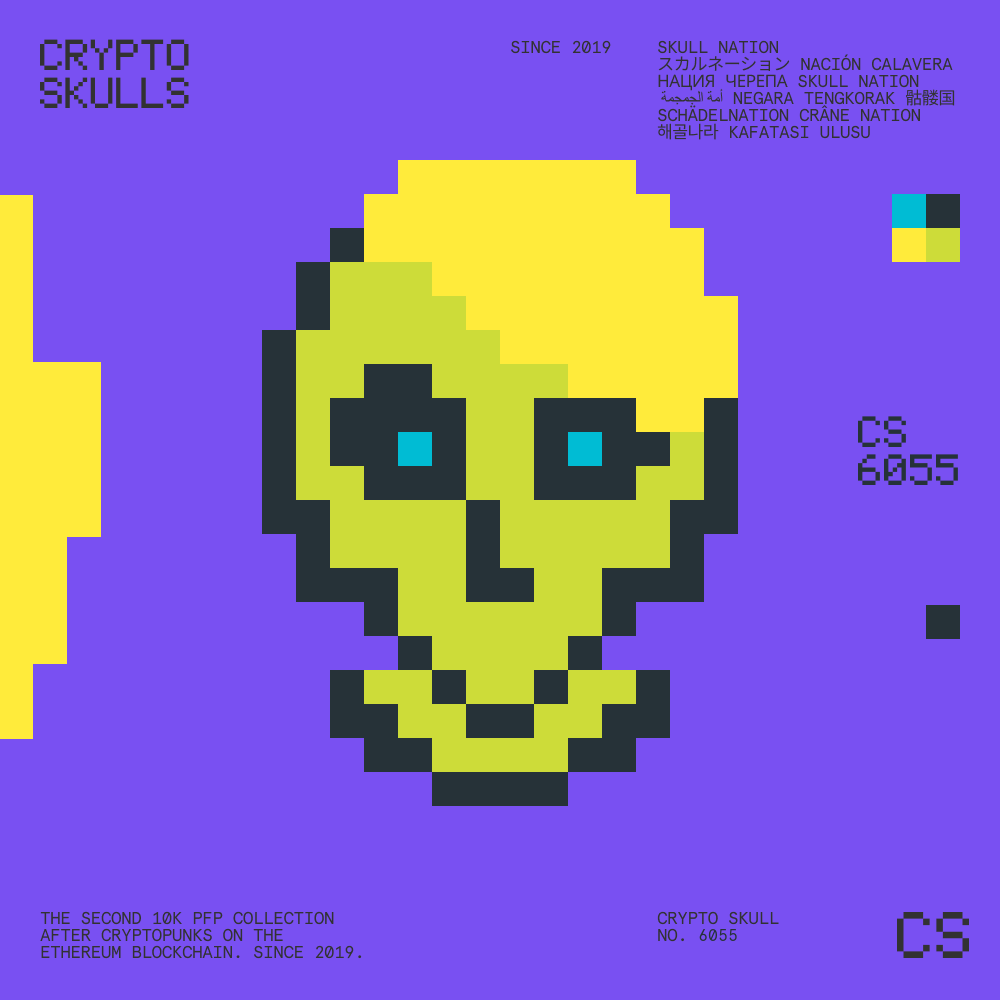 CRYPTO
SKULLS
SINCE 2019
SKULL NATION
スカルネーション NACIÓN CALAVERA
НАЦИЯ ЧЕРЕПА SKULL NATION
أمة الجمجمة NEGARA TENGKORAK 骷髅国
SCHÄDELNATION CRÂNE NATION
해골나라 KAFATASI ULUSU
CS
6055
THE SECOND 10K PFP COLLECTION
AFTER CRYPTOPUNKS ON THE
ETHEREUM BLOCKCHAIN. SINCE 2019.
CRYPTO SKULL
NO. 6055
CS